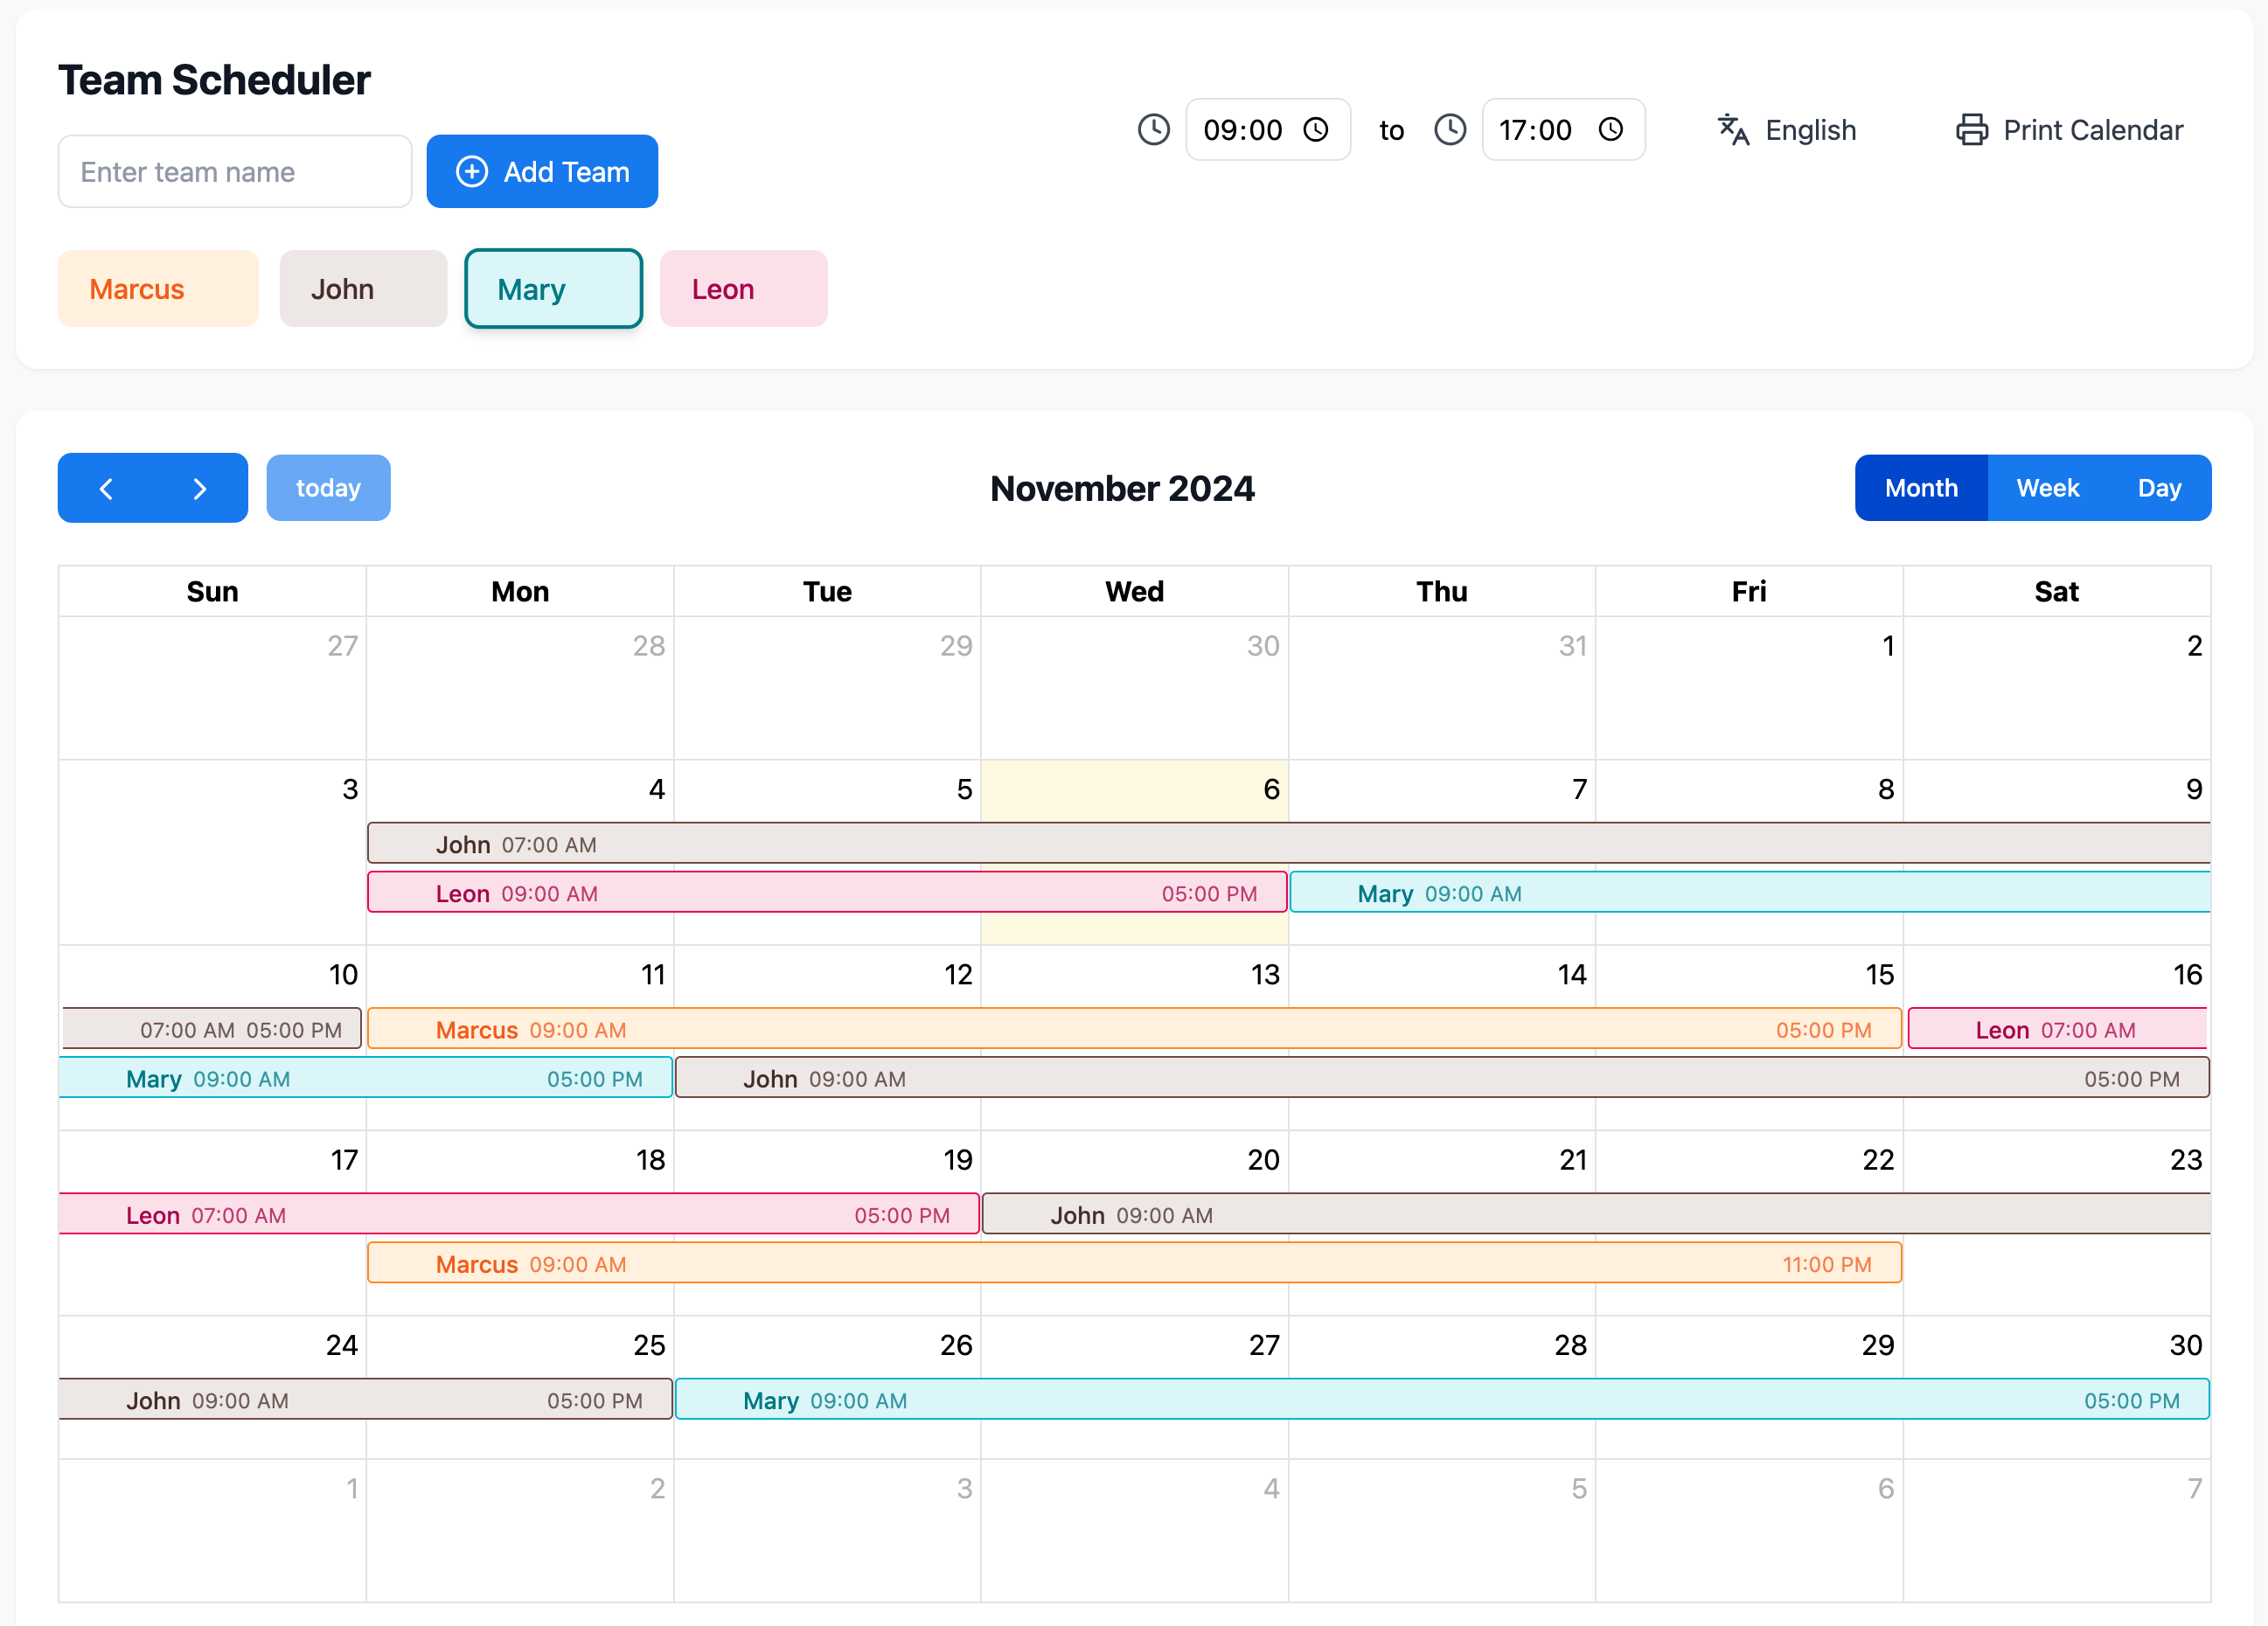 Team Scheduler
09:00 to 17:00 English Print Calendar
Enter team name Add Team
Marcus John Mary Leon
today November 2024 Month Week Day
Sun Mon Tue Wed Thu Fri Sat
27 28 29 30 31 1 2
3 4 5 6 7 8 9
John 07:00 AM
Leon 09:00 AM 05:00 PM Mary 09:00 AM
10 11 12 13 14 15 16
07:00 AM 05:00 PM Marcus 09:00 AM 05:00 PM Leon 07:00 AM
Mary 09:00 AM 05:00 PM John 09:00 AM 05:00 PM
17 18 19 20 21 22 23
Leon 07:00 AM 05:00 PM John 09:00 AM
Marcus 09:00 AM 11:00 PM
24 25 26 27 28 29 30
John 09:00 AM 05:00 PM Mary 09:00 AM 05:00 PM
1 2 3 4 5 6 7